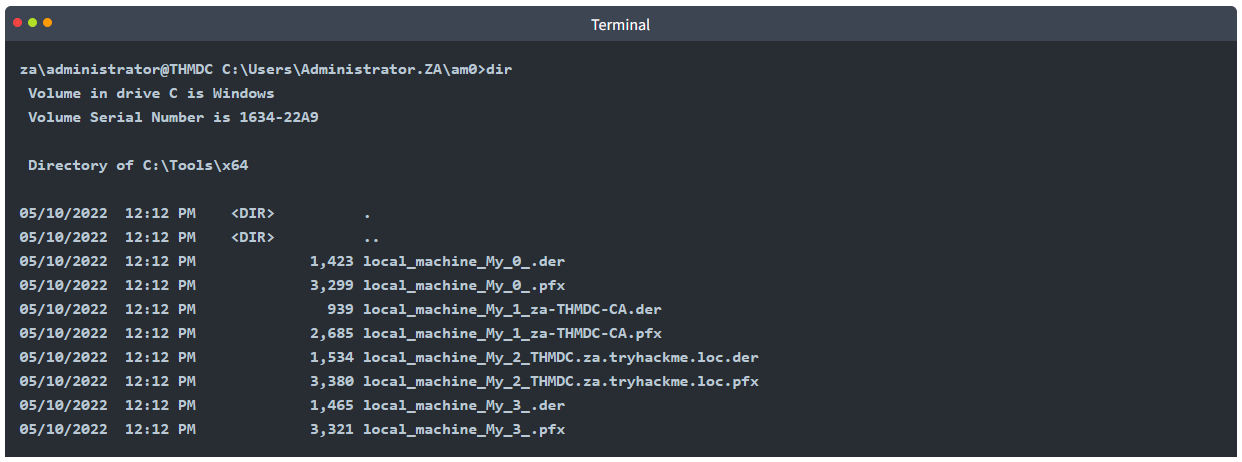 Terminal
za\administrator@THMDC C:\Users\Administrator.ZA\am0>dir
Volume in drive C is Windows
Volume Serial Number is 1634-22A9
Directory of C:\Tools\x64
05/10/2022  12:12 PM    <DIR>          .
05/10/2022  12:12 PM    <DIR>          ..
05/10/2022  12:12 PM             1,423 local_machine_My_0_.der
05/10/2022  12:12 PM             3,299 local_machine_My_0_.pfx
05/10/2022  12:12 PM               939 local_machine_My_1_za-THMDC-CA.der
05/10/2022  12:12 PM             2,685 local_machine_My_1_za-THMDC-CA.pfx
05/10/2022  12:12 PM             1,534 local_machine_My_2_THMDC.za.tryhackme.loc.der
05/10/2022  12:12 PM             3,380 local_machine_My_2_THMDC.za.tryhackme.loc.pfx
05/10/2022  12:12 PM             1,465 local_machine_My_3_.der
05/10/2022  12:12 PM             3,321 local_machine_My_3_.pfx